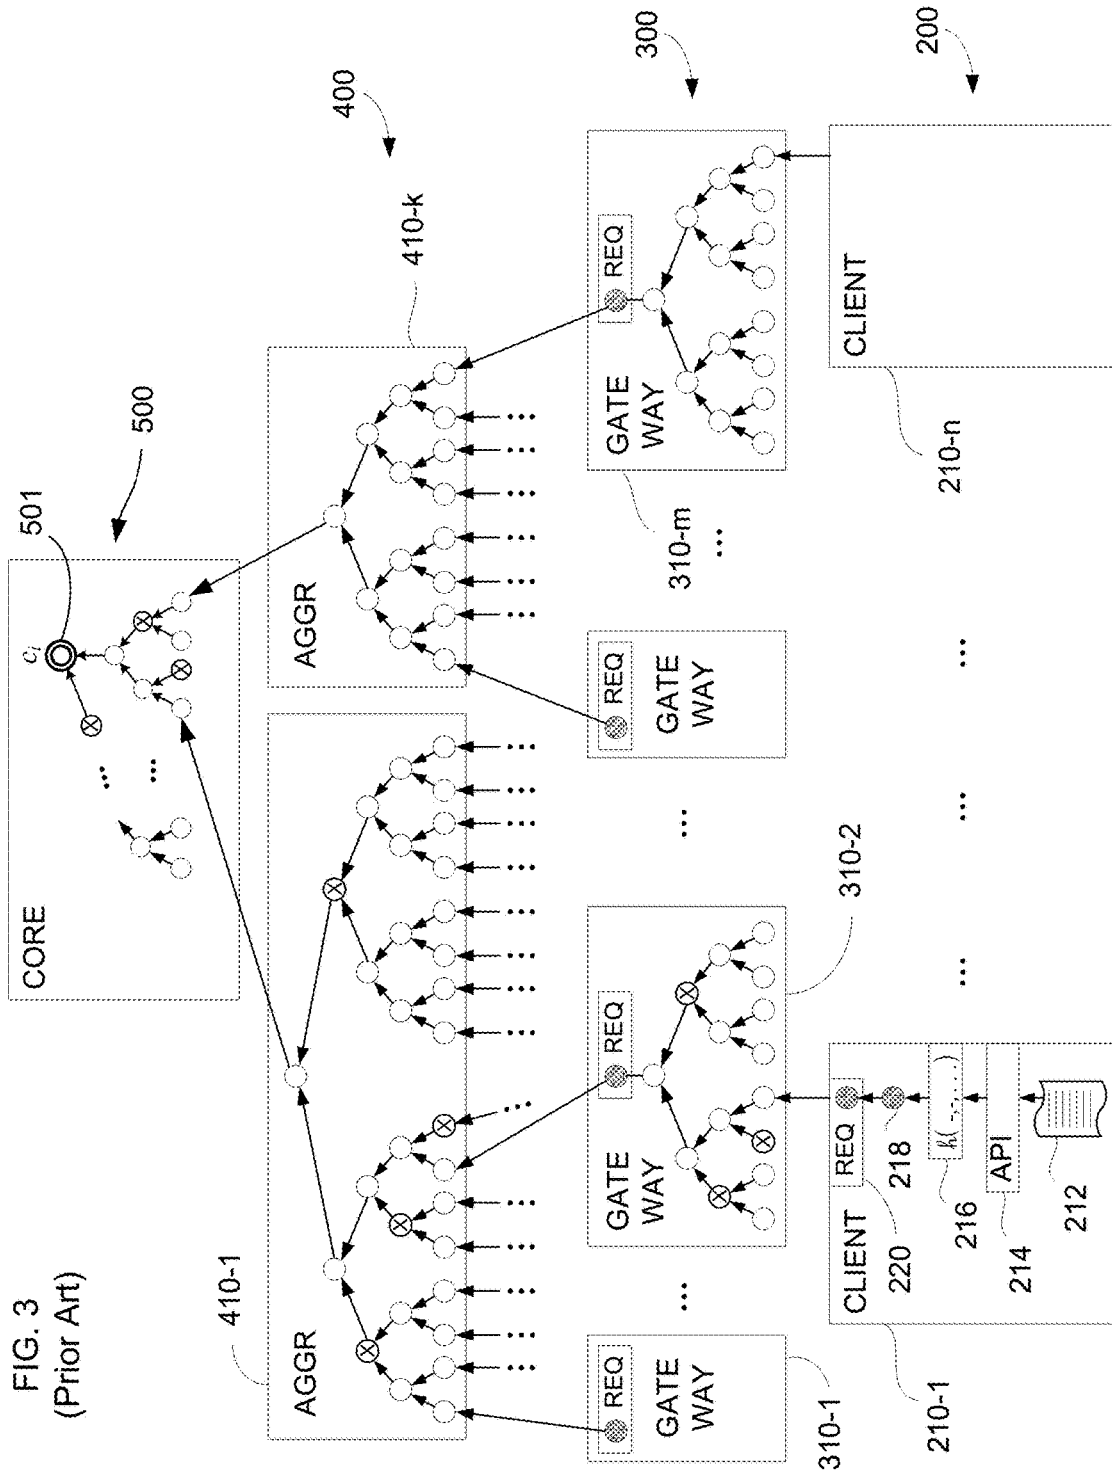 FIG. 3
(Prior Art)
CORE
c_i
501
500
410-1
AGGR
AGGR
410-k
400
REQ
GATE
WAY
310-1
...
REQ
GATE
WAY
310-2
...
REQ
GATE
WAY
...
310-m
REQ
GATE
WAY
300
CLIENT
REQ
220
218
h(-,-,...)
216
API
214
212
210-1
...
...
...
CLIENT
210-n
200